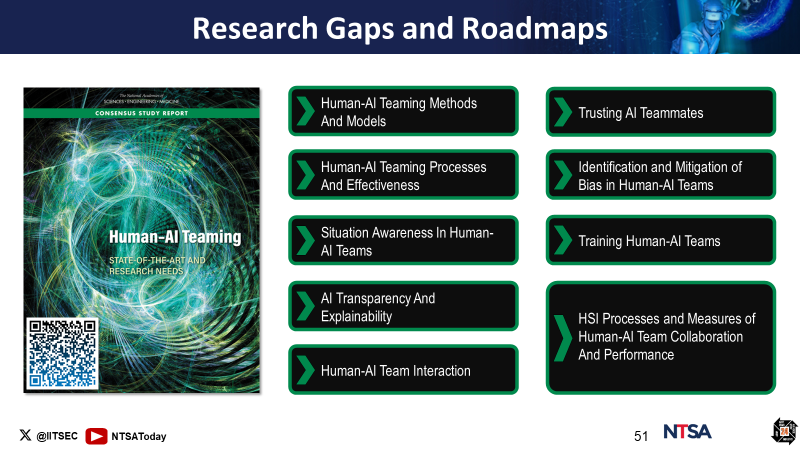 Research Gaps and Roadmaps
The National Academies of
SCIENCES • ENGINEERING • MEDICINE
CONSENSUS STUDY REPORT
Human-AI Teaming
STATE-OF-THE-ART AND
RESEARCH NEEDS
Human-AI Teaming Methods
And Models
Human-AI Teaming Processes
And Effectiveness
Situation Awareness In Human-
AI Teams
AI Transparency And
Explainability
Human-AI Team Interaction
Trusting AI Teammates
Identification and Mitigation of
Bias in Human-AI Teams
Training Human-AI Teams
HSI Processes and Measures of
Human-AI Team Collaboration
And Performance
@IITSEC
NTSAToday
51
NTSA